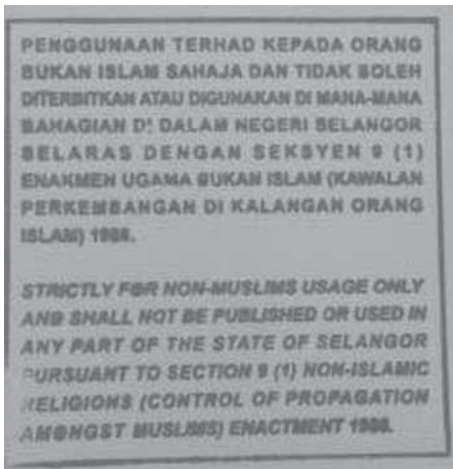 PENGGUNAAN TERHAD KEPADA ORANG
BUKAN ISLAM SAHAJA DAN TIDAK BOLEH
DITERBITKAN ATAU DIGUNAKAN DI MANA-MANA
BAHAGIAN DI DALAM NEGERI SELANGOR
SELARAS DENGAN SEKSYEN 9 (1)
ENAKMEN UGAMA BUKAN ISLAM (KAWALAN
PERKEMBANGAN DI KALANGAN ORANG
ISLAM) 1988.
STRICTLY FOR NON-MUSLIMS USAGE ONLY
AND SHALL NOT BE PUBLISHED OR USED IN
ANY PART OF THE STATE OF SELANGOR
PURSUANT TO SECTION 9 (1) NON-ISLAMIC
RELIGIONS (CONTROL OF PROPAGATION
AMONGST MUSLIMS) ENACTMENT 1988.